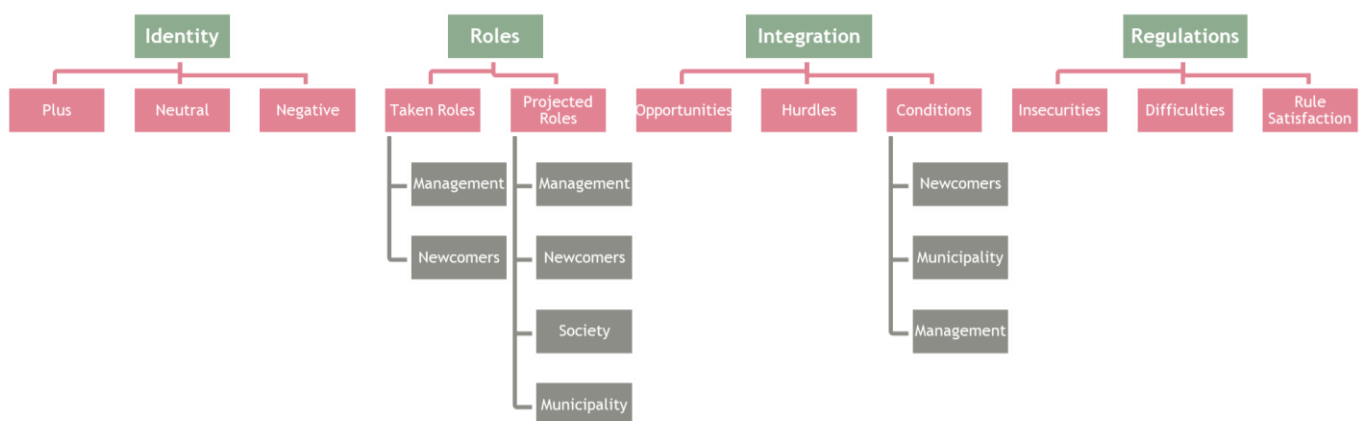 Identity
Roles
Integration
Regulations
Plus
Neutral
Negative
Taken Roles
Projected
Roles
Opportunities
Hurdles
Conditions
Insecurities
Difficulties
Rule
Satisfaction
Management
Management
Newcomers
Newcomers
Newcomers
Municipality
Society
Management
Municipality